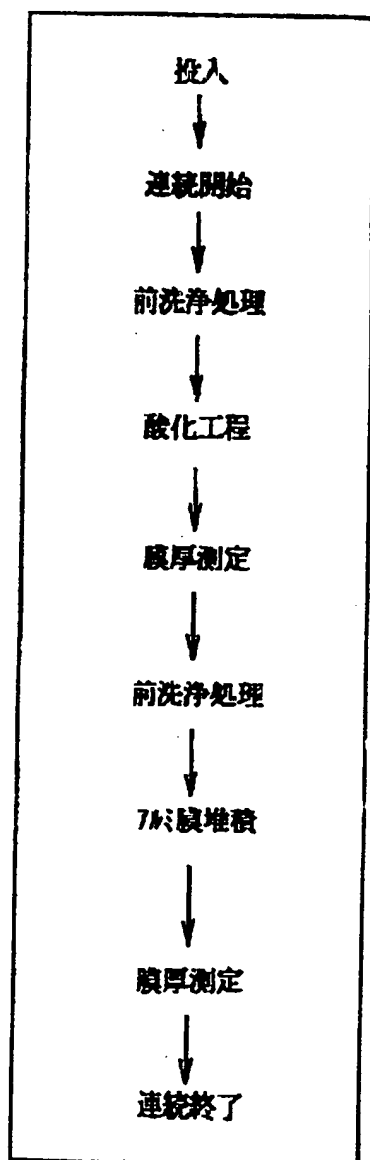 投入
連続開始
前洗浄処理
酸化工程
膜厚測定
前洗浄処理
ｱﾙﾐ膜堆積
膜厚測定
連続終了